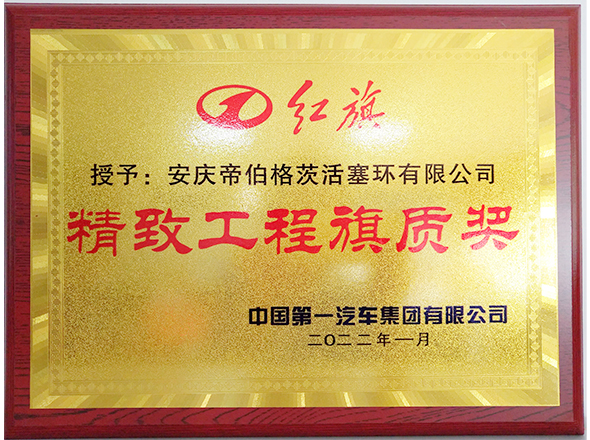 红旗
授予：安庆帝伯格茨活塞环有限公司
精致工程旗质奖
中国第一汽车集团有限公司
二〇二二年一月